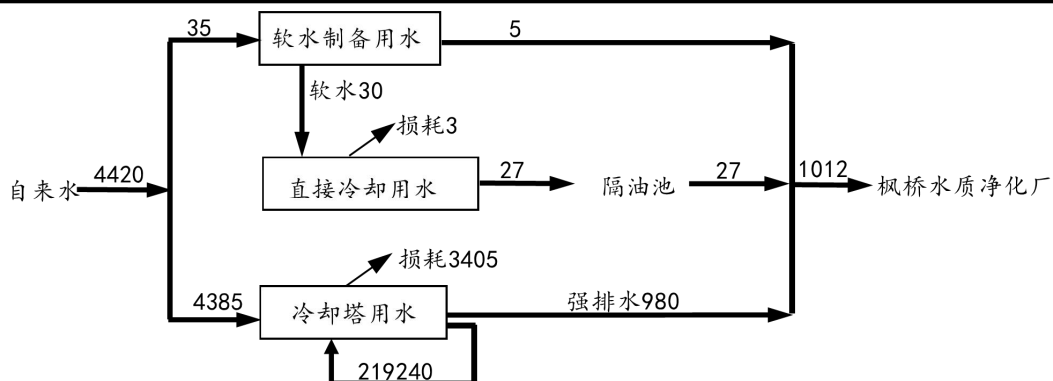 35
软水制备用水
5
软水30
损耗3
自来水
4420
直接冷却用水
27
隔油池
27
1012
枫桥水质净化厂
损耗3405
4385
冷却塔用水
强排水980
219240